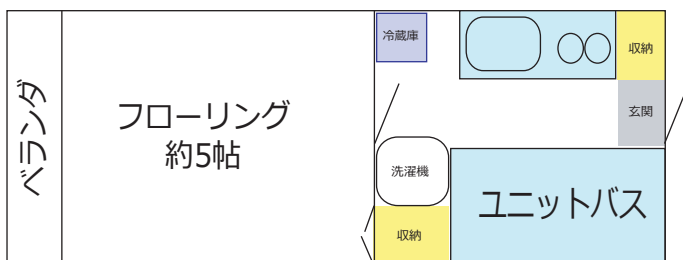 ベランダ
フローリング
約5帖
冷蔵庫
収納
玄関
洗濯機
収納
ユニットバス